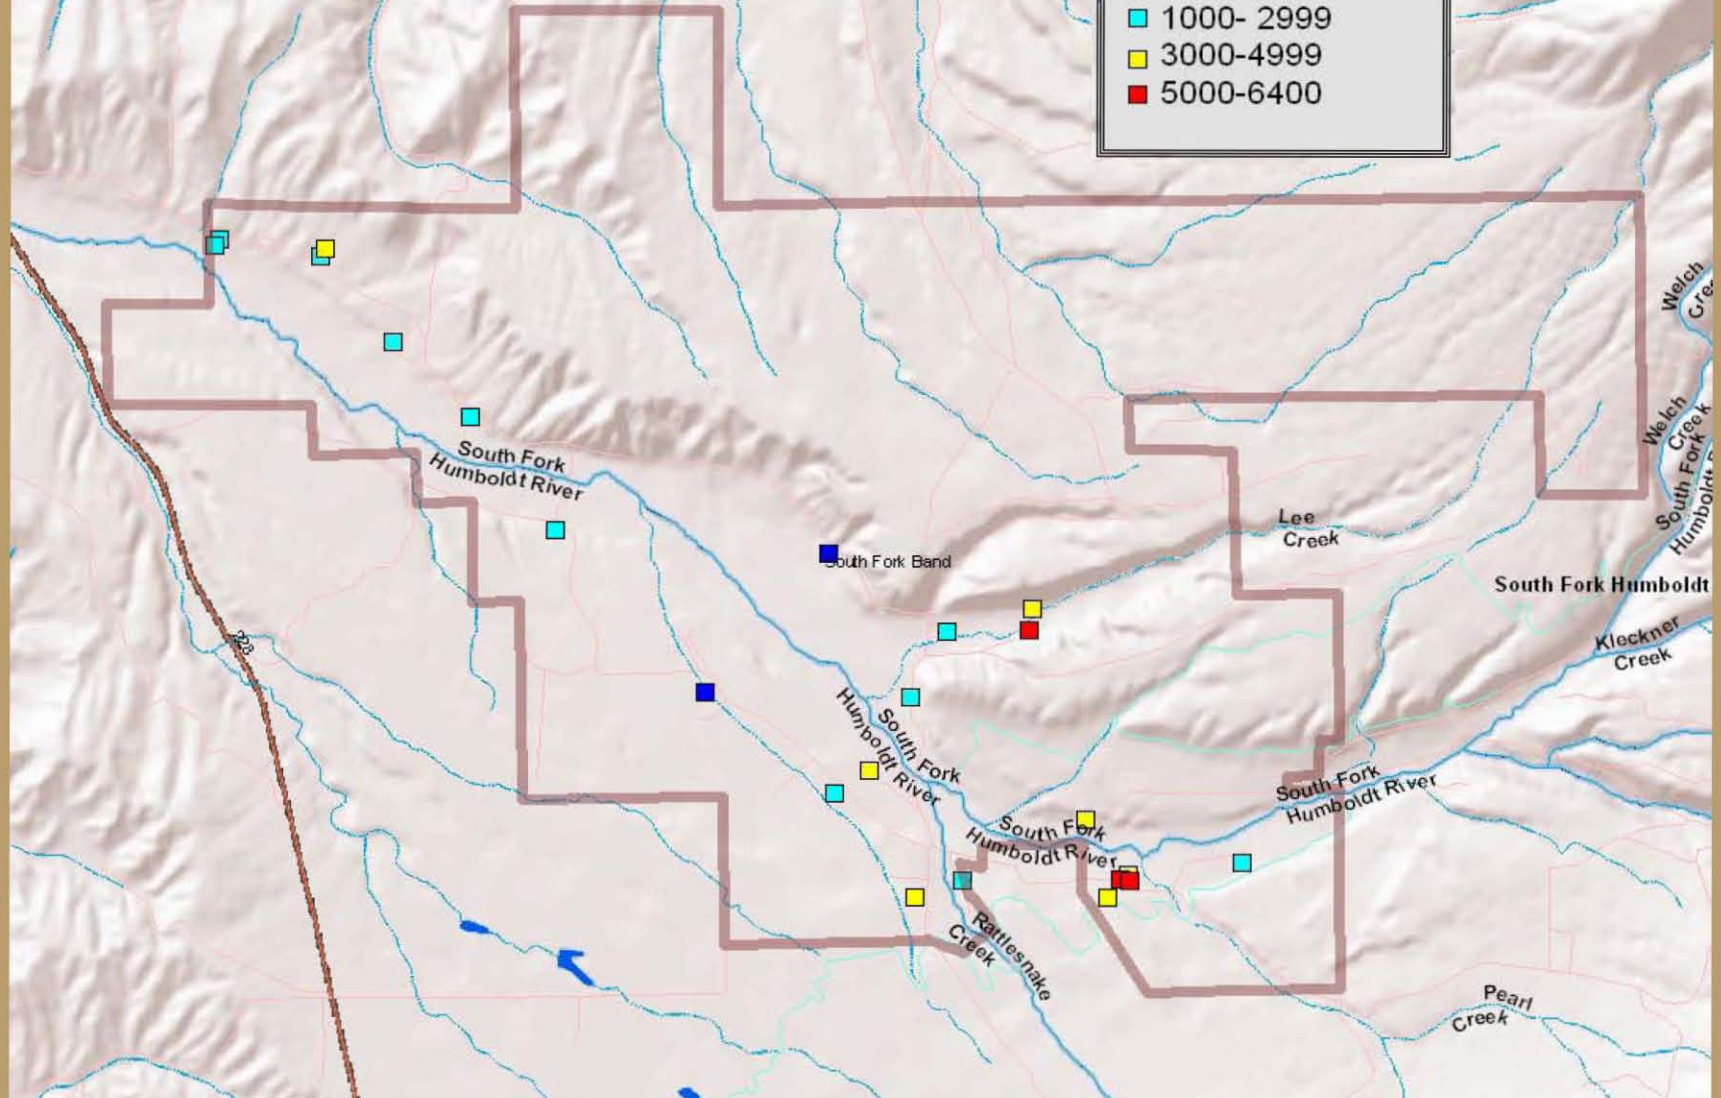 1000- 2999
3000-4999
5000-6400
Welch
Welch
Creek
South Fork
South Fork
Humboldt River
Lee
Creek
South Fork Band
South Fork Humboldt
228
Kleckner
Creek
South Fork
Humboldt River
South Fork
Humboldt River
South Fork
Humboldt River
Rattlesnake
Creek
Pearl
Creek